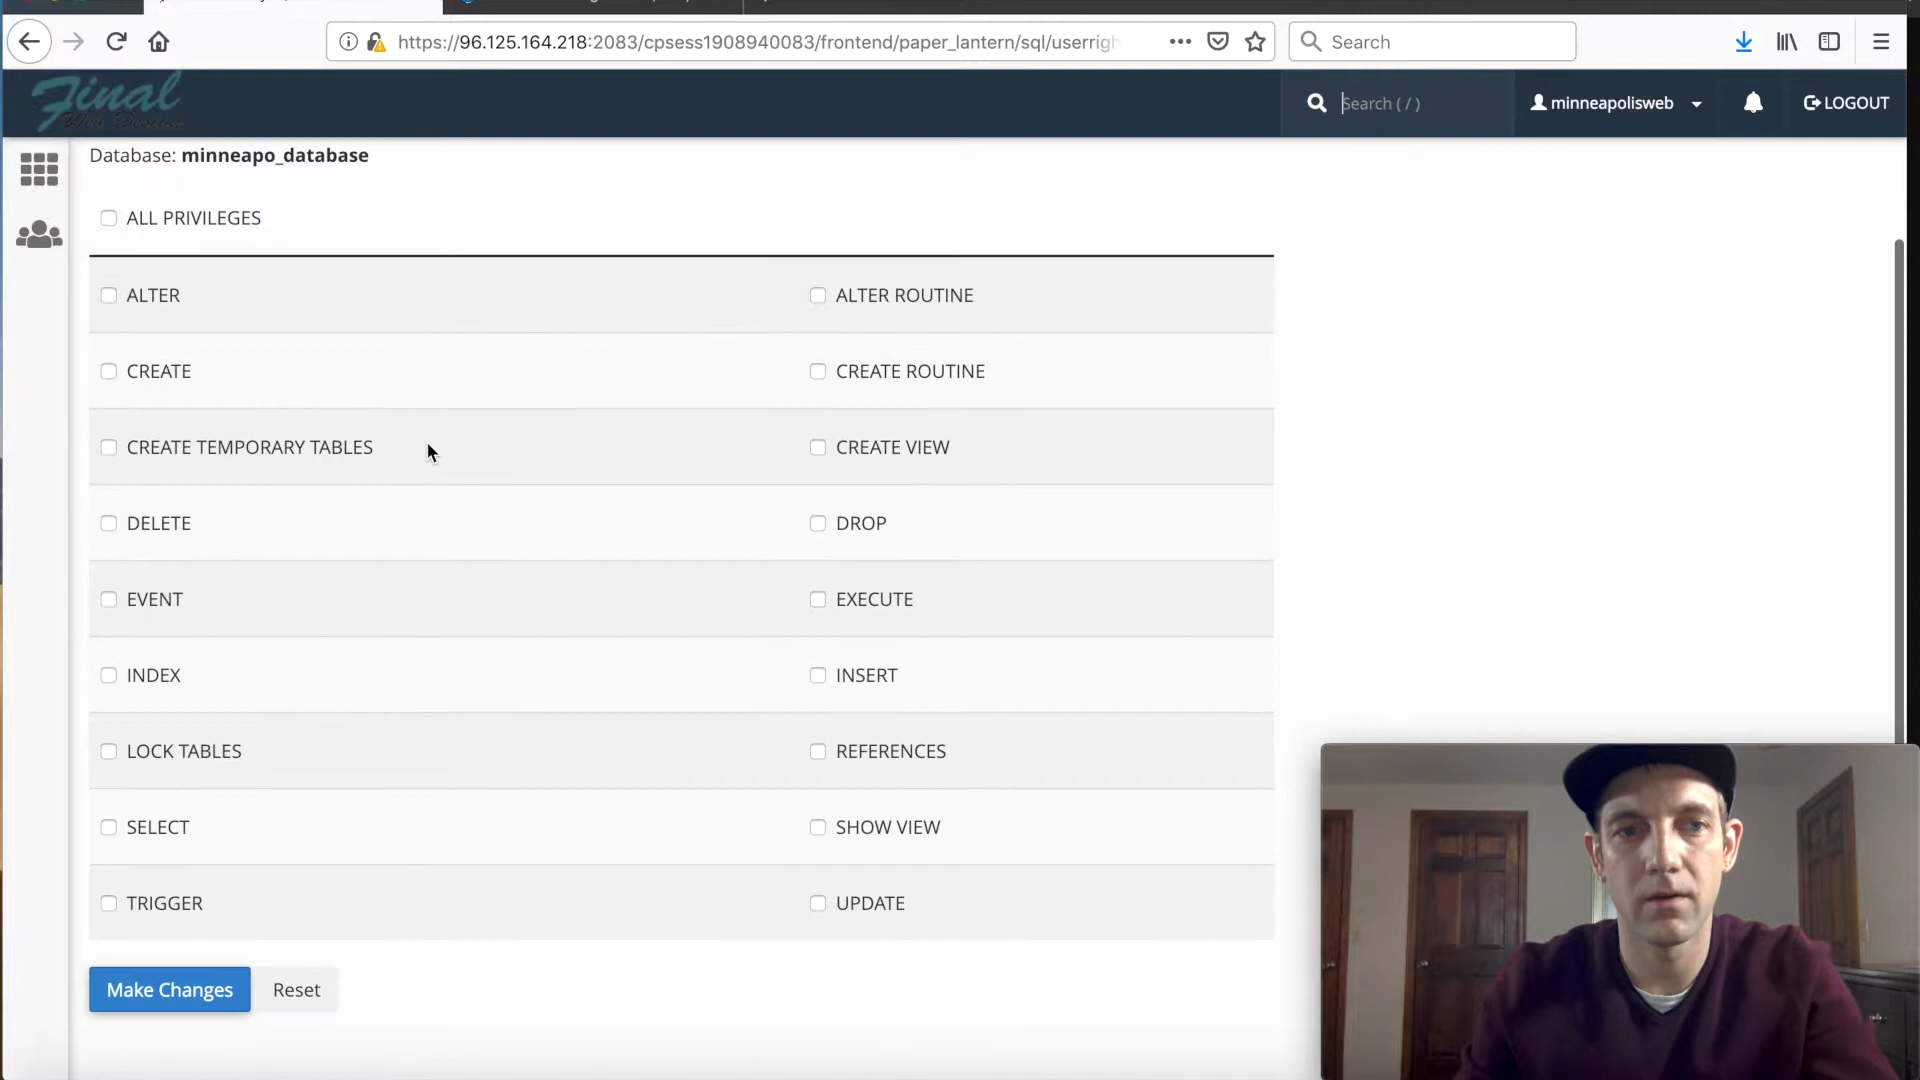 https://96.125.164.218:2083/cpsess1908940083/frontend/paper_lantern/sql/userrigh
Search
Final
Search ( / )
minneapolisweb
LOGOUT
Database: minneapo_database
ALL PRIVILEGES
ALTER
ALTER ROUTINE
CREATE
CREATE ROUTINE
CREATE TEMPORARY TABLES
CREATE VIEW
DELETE
DROP
EVENT
EXECUTE
INDEX
INSERT
LOCK TABLES
REFERENCES
SELECT
SHOW VIEW
TRIGGER
UPDATE
Make Changes
Reset